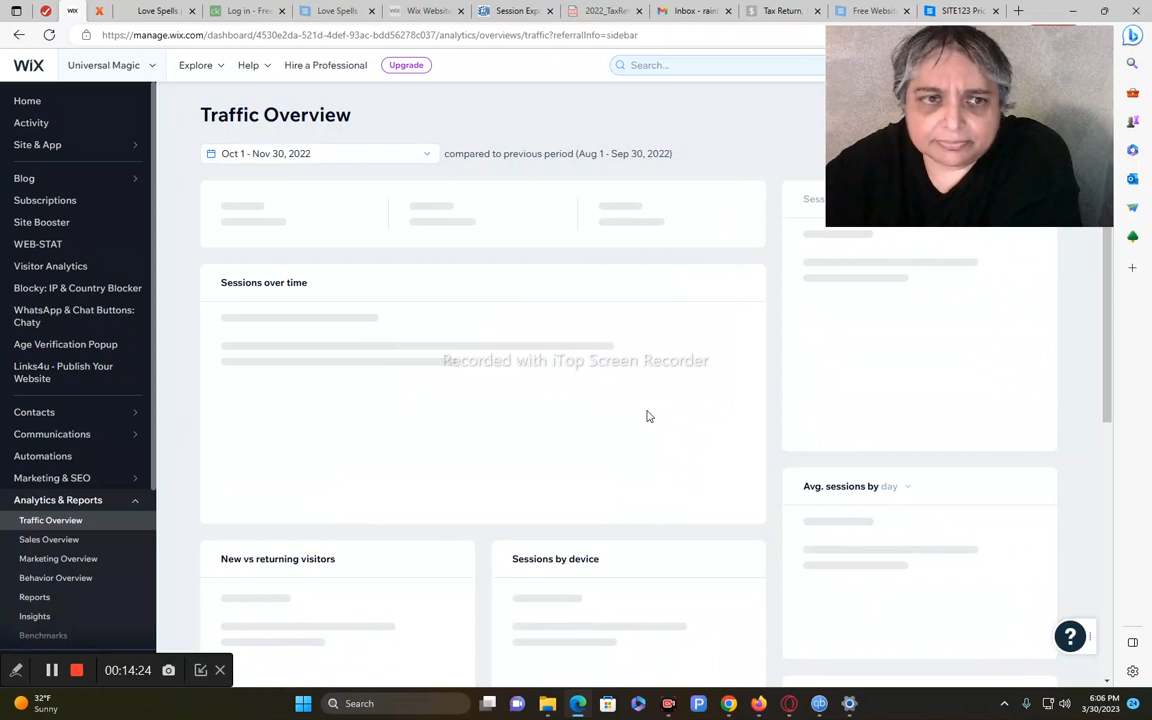 Love Spells
Log in - Free
Love Spells
Wix Website
Session Exp
2022_TaxRe
Inbox - rain
Tax Return,
Free Website
SITE123 Pric
https://manage.wix.com/dashboard/4530e2da-521d-4def-93ac-bdd56278c037/analytics/overviews/traffic?referralInfo=sidebar
WiX
Universal Magic
Explore
Help
Hire a Professional
Upgrade
Search...
Home
Activity
Site & App
Blog
Subscriptions
Site Booster
WEB-STAT
Visitor Analytics
Blocky: IP & Country Blocker
WhatsApp & Chat Buttons:
Chaty
Age Verification Popup
Links4u - Publish Your
Website
Contacts
Communications
Automations
Marketing & SEO
Analytics & Reports
Traffic Overview
Sales Overview
Marketing Overview
Behavior Overview
Reports
Insights
Benchmarks
Traffic Overview
Oct 1 - Nov 30, 2022
compared to previous period (Aug 1 - Sep 30, 2022)
Sess
Sessions over time
Recorded with iTop Screen Recorder
Avg. sessions by day
New vs returning visitors
Sessions by device
?
00:14:24
32°F
Sunny
Search
6:06 PM
3/30/2023
24